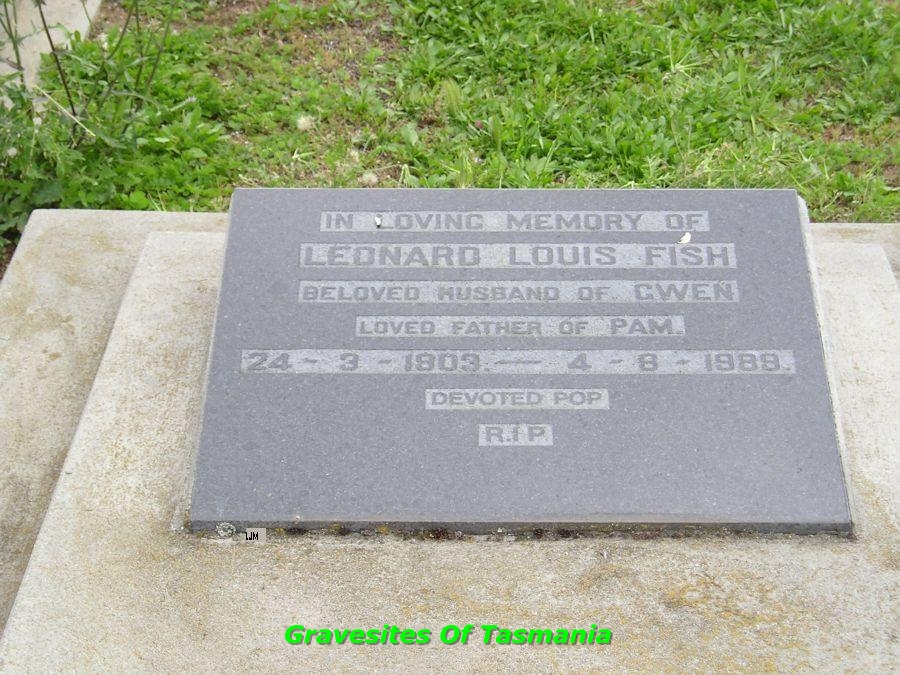 IN LOVING MEMORY OF
LEONARD LOUIS FISH
BELOVED HUSBAND OF GWEN
LOVED FATHER OF PAM.
24 - 3 - 1903. — 4 - 8 - 1989.
DEVOTED POP
R.I P
IJM
Gravesites Of Tasmania